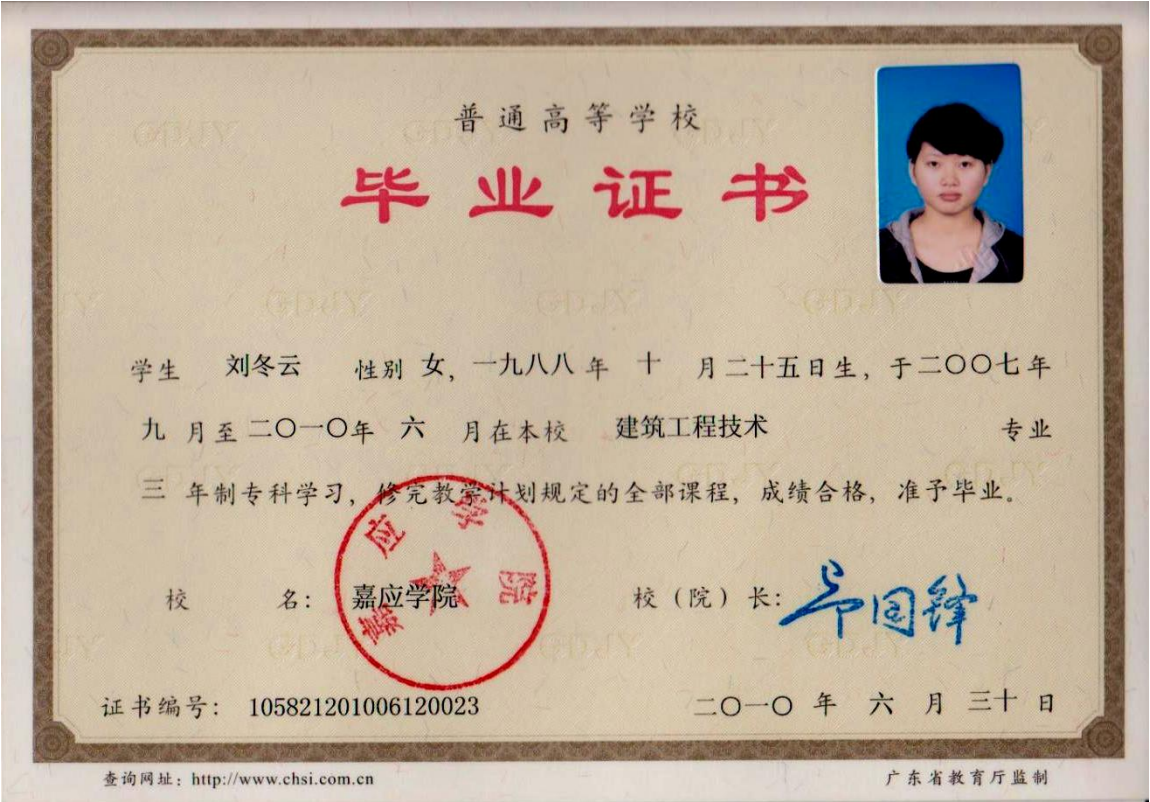 普通高等学校
毕业证书
学生 刘冬云 性别 女，一九八八年 十 月二十五日生，于二〇〇七年
九 月至二〇一〇年 六 月在本校 建筑工程技术 专业
三 年制专科学习，修完教学计划规定的全部课程，成绩合格，准予毕业。
校 名： 嘉应学院 校（院）长：
嘉应学院
证书编号： 105821201006120023 二〇一〇 年 六 月 三十 日
查询网址：http://www.chsi.com.cn 广东省教育厅监制